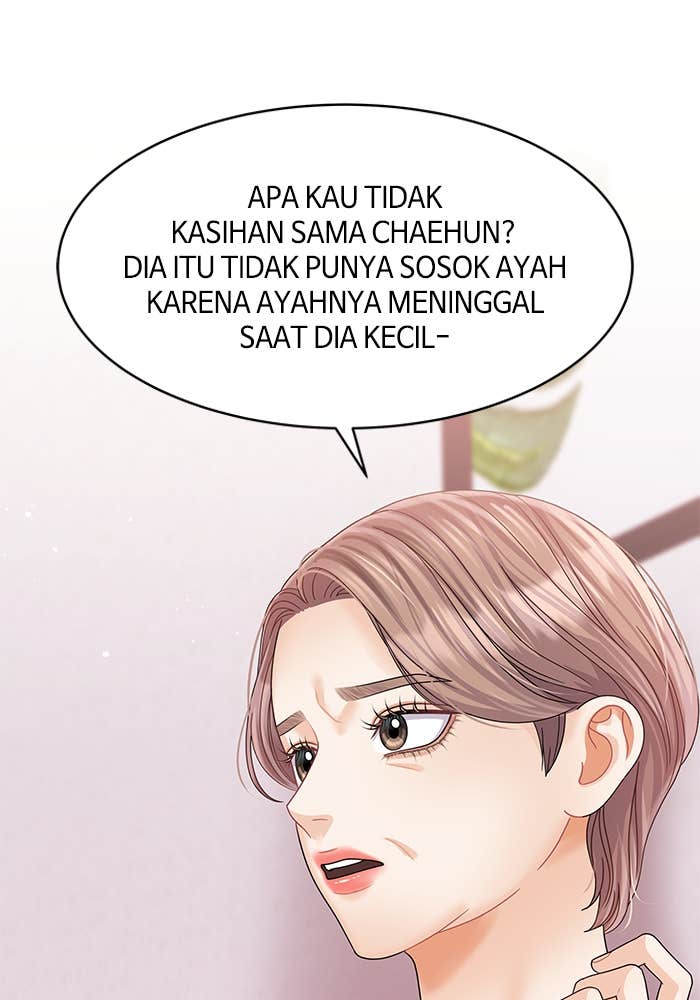 APA KAU TIDAK
KASIHAN SAMA CHAEHUN?
DIA ITU TIDAK PUNYA SOSOK AYAH
KARENA AYAHNYA MENINGGAL
SAAT DIA KECIL-